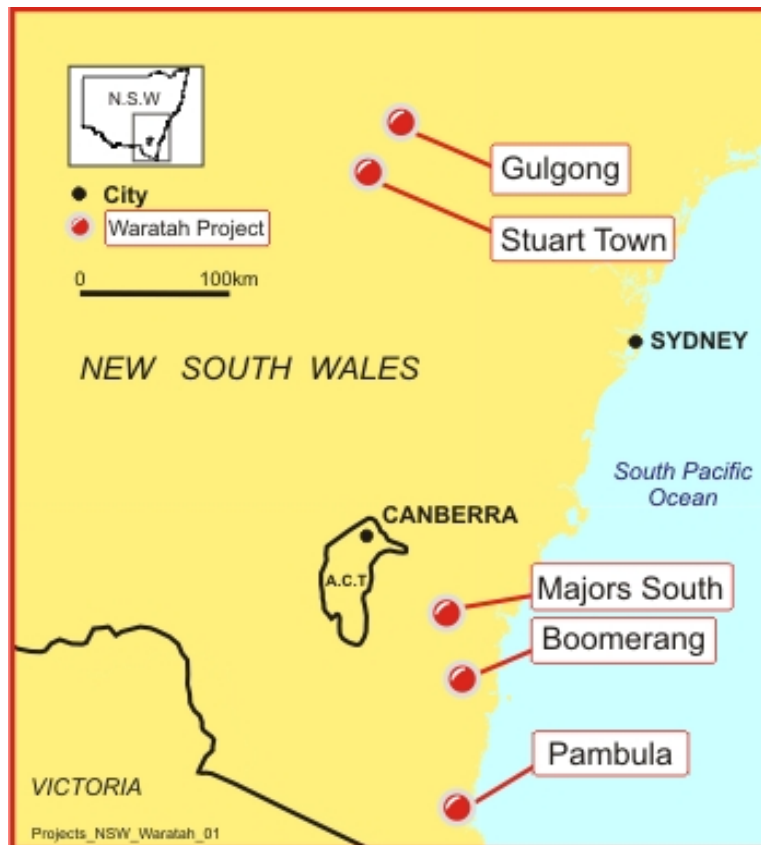 N.S.W
City
Waratah Project
0 100km
Gulgong
Stuart Town
SYDNEY
NEW SOUTH WALES
South Pacific
Ocean
CANBERRA
A.C.T
Majors South
Boomerang
Pambula
VICTORIA
Projects_NSW_Waratah_01